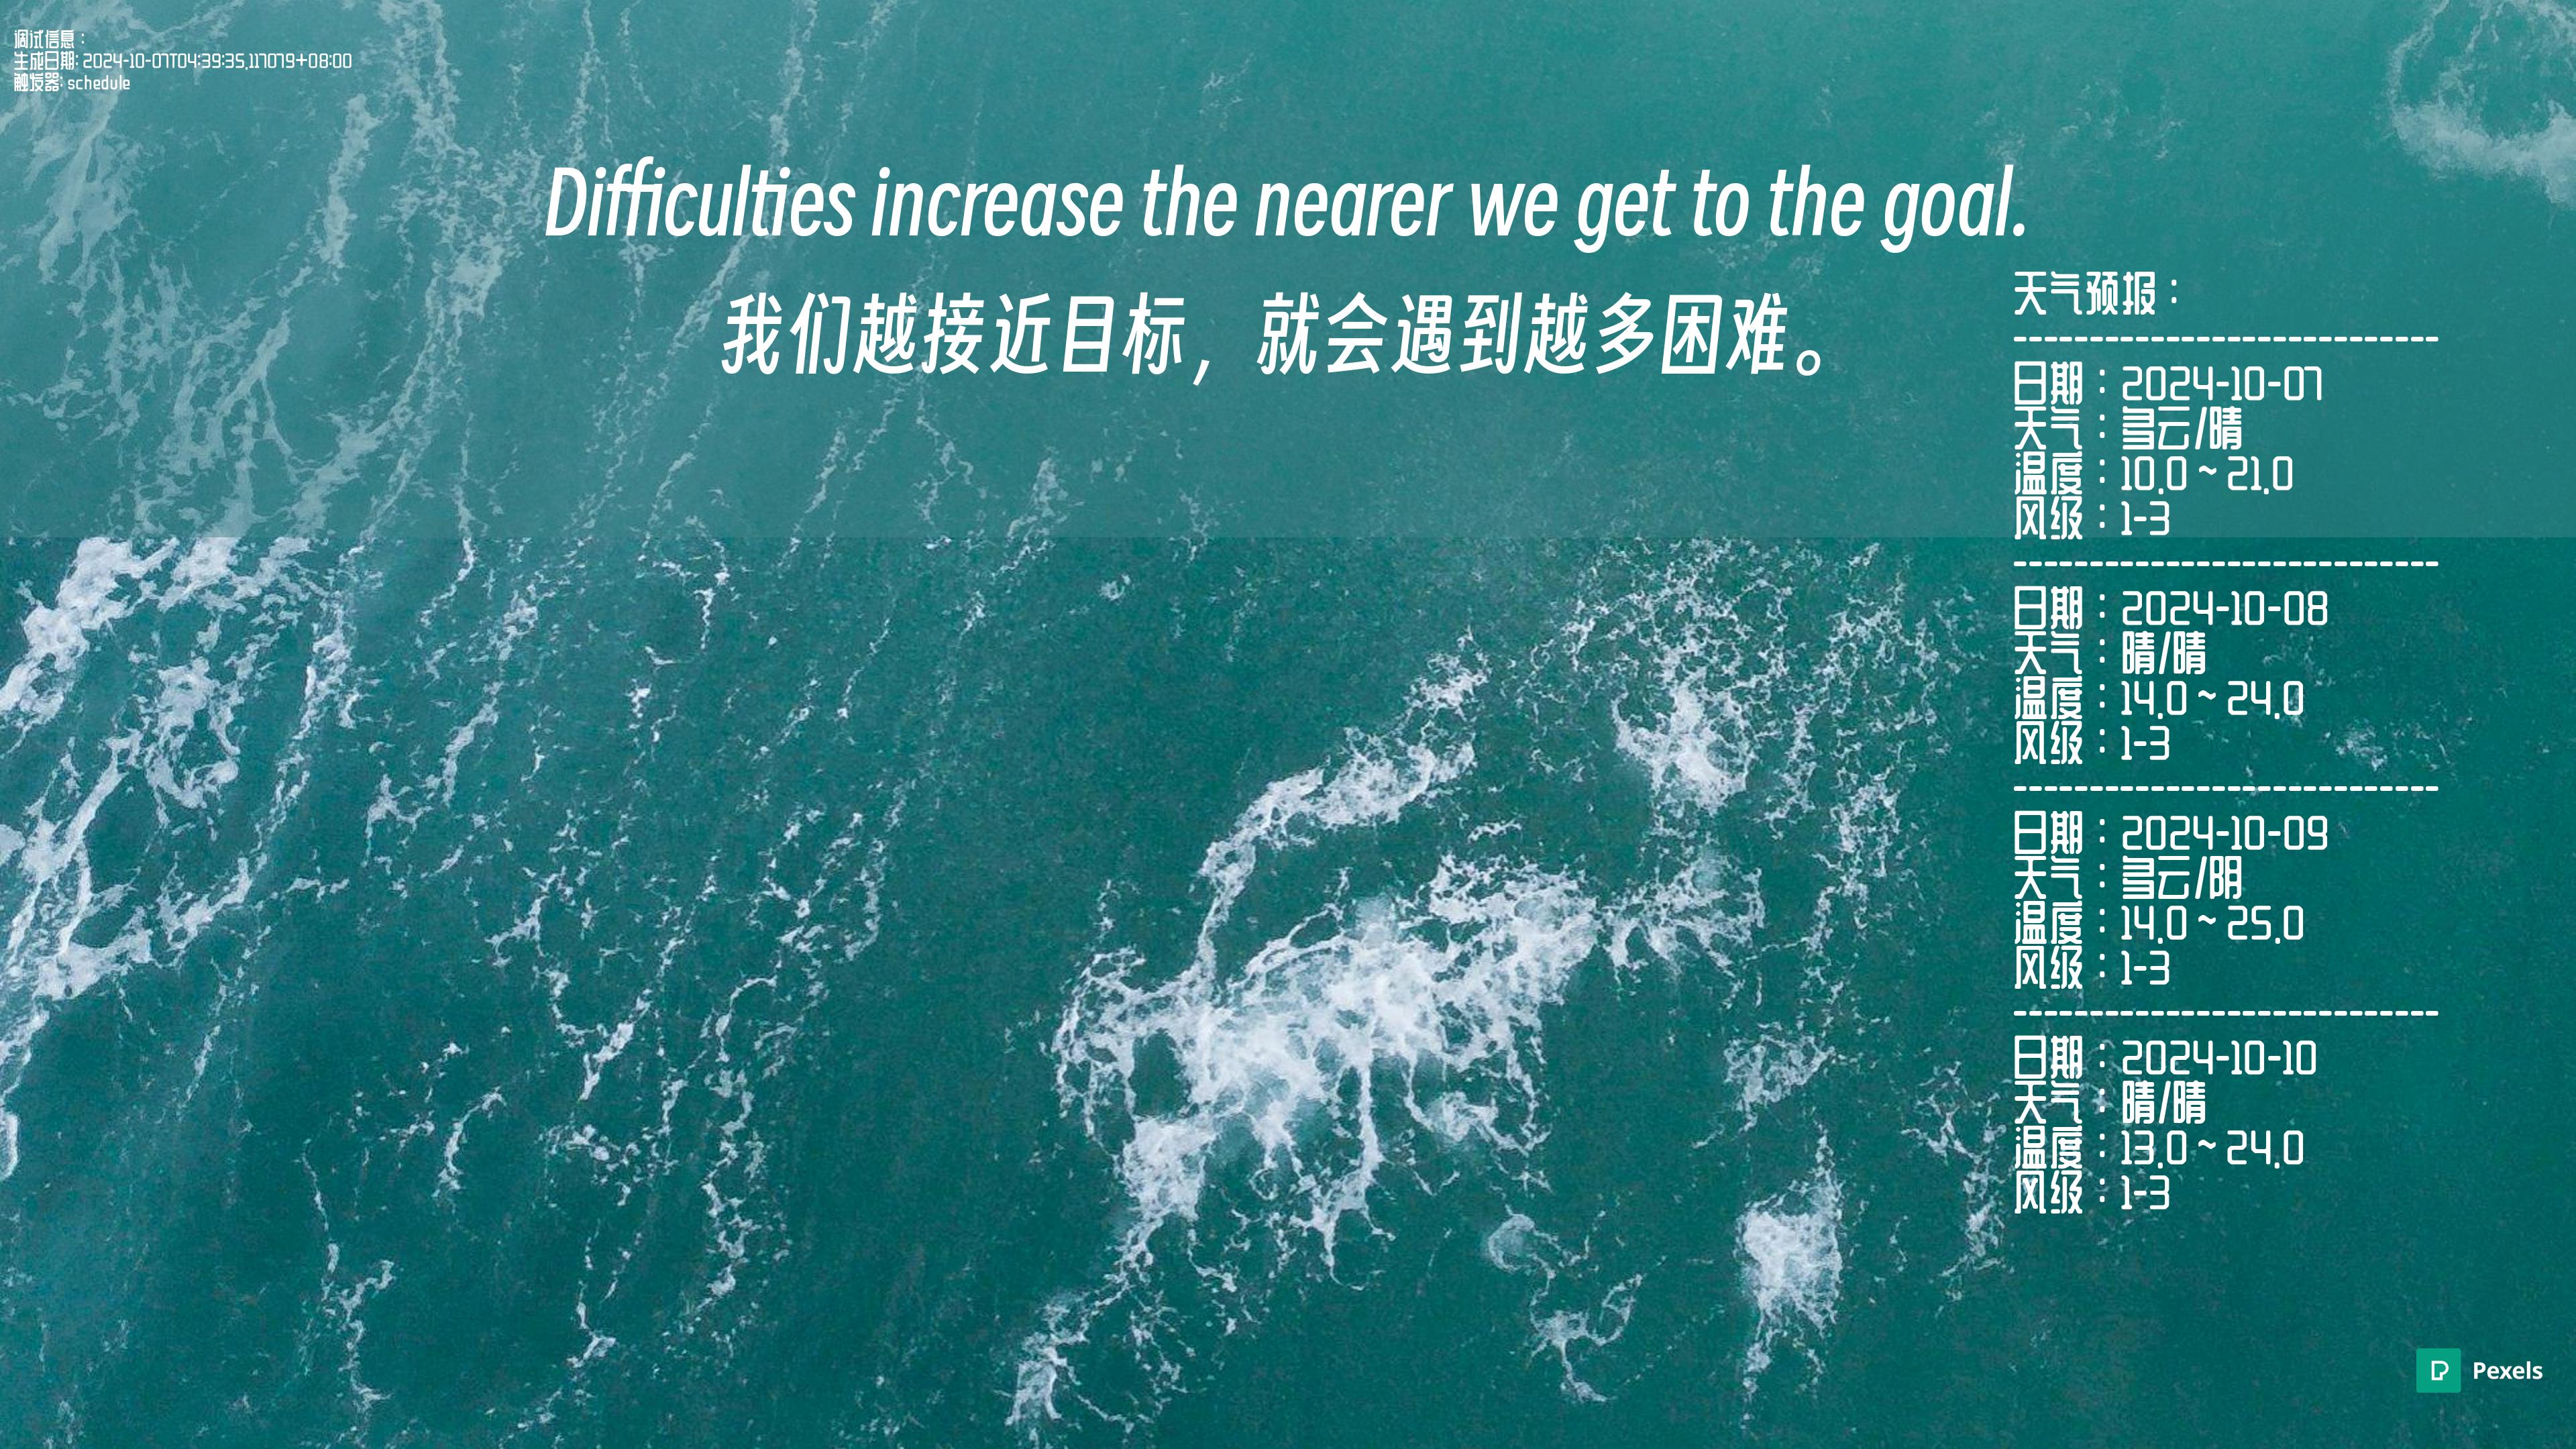 调试信息：
生成日期: 2024-10-07T04:39:35.117079+08:00
触发器: schedule
Difficulties increase the nearer we get to the goal.
我们越接近目标，就会遇到越多困难。
天气预报：
----------------------------
日期：2024-10-07
天气：多云/晴
温度：10.0 ~ 21.0
风级：1-3
----------------------------
日期：2024-10-08
天气：晴/晴
温度：14.0 ~ 24.0
风级：1-3
----------------------------
日期：2024-10-09
天气：多云/阴
温度：14.0 ~ 25.0
风级：1-3
----------------------------
日期：2024-10-10
天气：晴/晴
温度：13.0 ~ 24.0
风级：1-3
Pexels